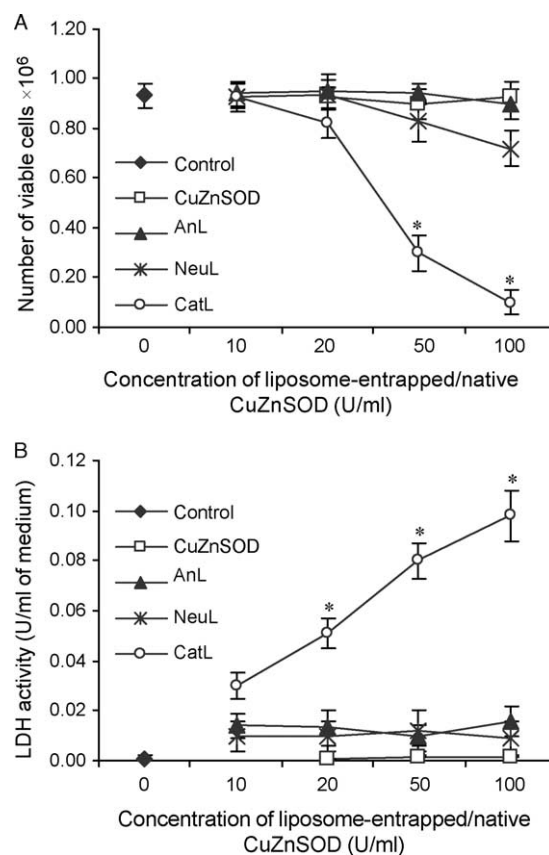 A
1.20
1.00
0.80
0.60
0.40
0.20
0.00
Number of viable cells ×10⁶
Control
CuZnSOD
AnL
NeuL
CatL
*
*
0 10 20 50 100
Concentration of liposome-entrapped/native
CuZnSOD (U/ml)
B
0.12
0.10
0.08
0.06
0.04
0.02
0.00
LDH activity (U/ml of medium)
Control
CuZnSOD
AnL
NeuL
CatL
*
*
*
0 10 20 50 100
Concentration of liposome-entrapped/native
CuZnSOD (U/ml)